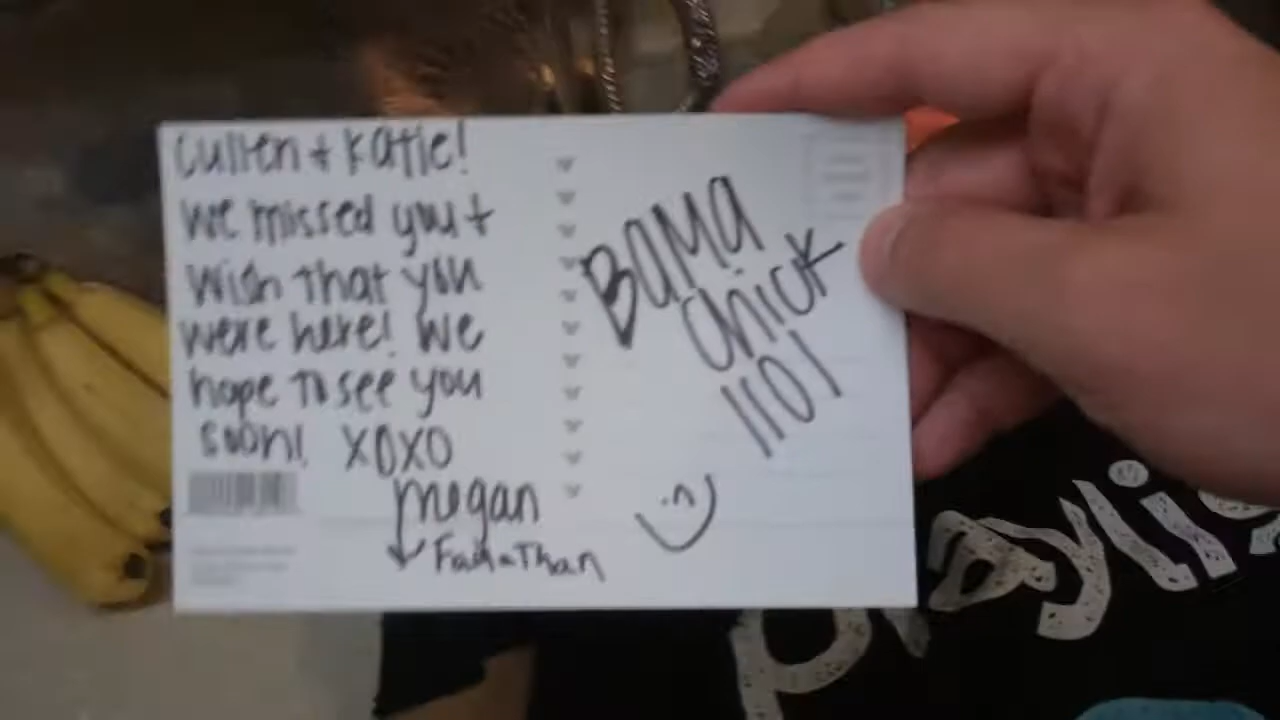 Cullen + Katie!
We missed you +
Wish that you
were here! We
hope to see you
soon! XOXO
Megan
BAMA
chick
1101
playlis